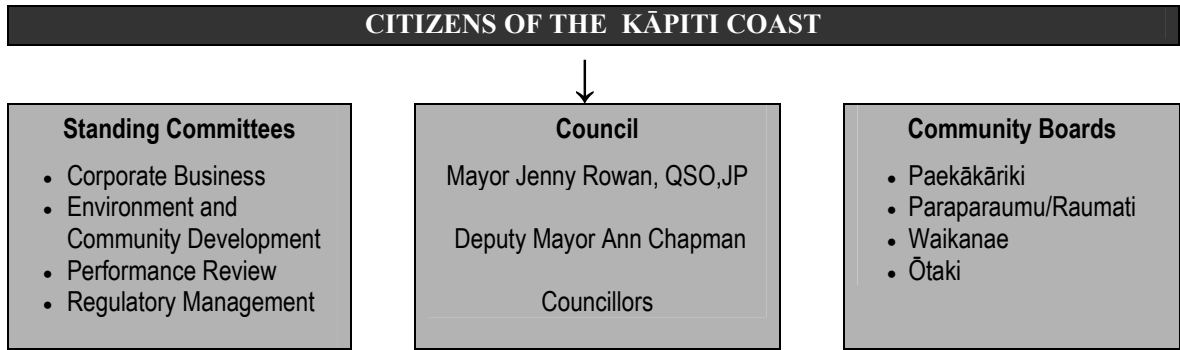 CITIZENS OF THE KĀPITI COAST
↓
Standing Committees
• Corporate Business
• Environment and
Community Development
• Performance Review
• Regulatory Management
Council
Mayor Jenny Rowan, QSO,JP
Deputy Mayor Ann Chapman
Councillors
Community Boards
• Paekākāriki
• Paraparaumu/Raumati
• Waikanae
• Ōtaki